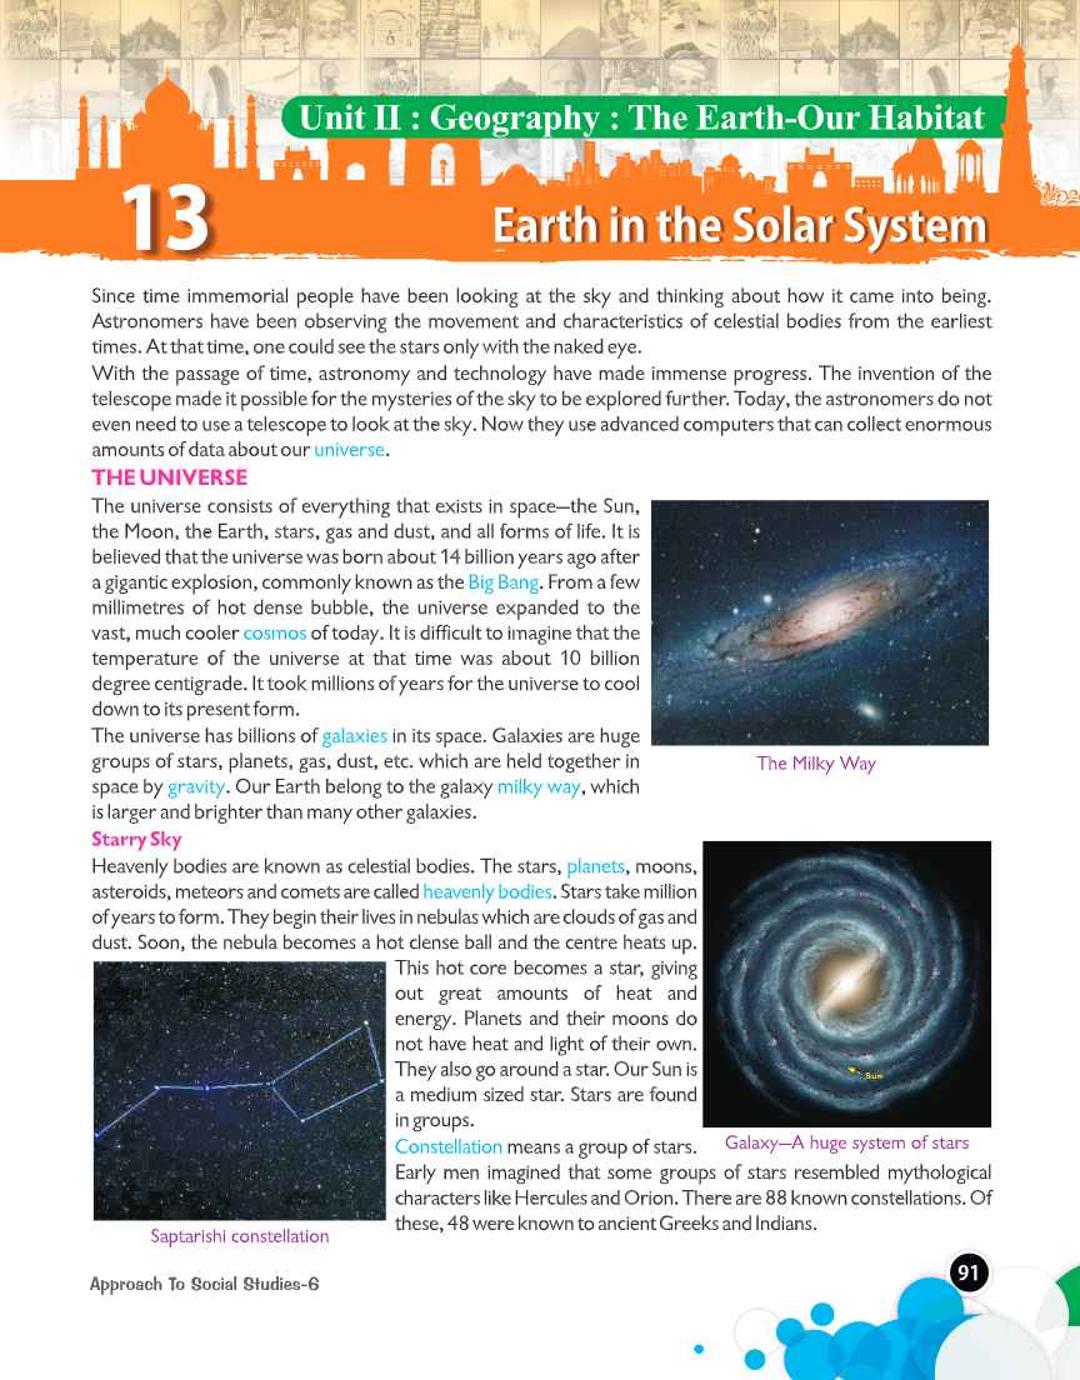 Unit II : Geography : The Earth-Our Habitat
13
Earth in the Solar System
Since time immemorial people have been looking at the sky and thinking about how it came into being.
Astronomers have been observing the movement and characteristics of celestial bodies from the earliest
times. At that time, one could see the stars only with the naked eye.
With the passage of time, astronomy and technology have made immense progress. The invention of the
telescope made it possible for the mysteries of the sky to be explored further. Today, the astronomers do not
even need to use a telescope to look at the sky. Now they use advanced computers that can collect enormous
amounts of data about our universe.
THE UNIVERSE
The universe consists of everything that exists in space—the Sun,
the Moon, the Earth, stars, gas and dust, and all forms of life. It is
believed that the universe was born about 14 billion years ago after
a gigantic explosion, commonly known as the Big Bang. From a few
millimetres of hot dense bubble, the universe expanded to the
vast, much cooler cosmos of today. It is difficult to imagine that the
temperature of the universe at that time was about 10 billion
degree centigrade. It took millions of years for the universe to cool
down to its present form.
The Milky Way
The universe has billions of galaxies in its space. Galaxies are huge
groups of stars, planets, gas, dust, etc. which are held together in
space by gravity. Our Earth belong to the galaxy milky way, which
is larger and brighter than many other galaxies.
Starry Sky
Heavenly bodies are known as celestial bodies. The stars, planets, moons,
asteroids, meteors and comets are called heavenly bodies. Stars take million
of years to form. They begin their lives in nebulas which are clouds of gas and
dust. Soon, the nebula becomes a hot clense ball and the centre heats up.
This hot core becomes a star, giving
out great amounts of heat and
energy. Planets and their moons do
not have heat and light of their own.
They also go around a star. Our Sun is
a medium sized star. Stars are found
in groups.
Sun
Galaxy—A huge system of stars
Constellation means a group of stars.
Early men imagined that some groups of stars resembled mythological
characters like Hercules and Orion. There are 88 known constellations. Of
these, 48 were known to ancient Greeks and Indians.
Saptarishi constellation
Approach To Social Studies-6
91